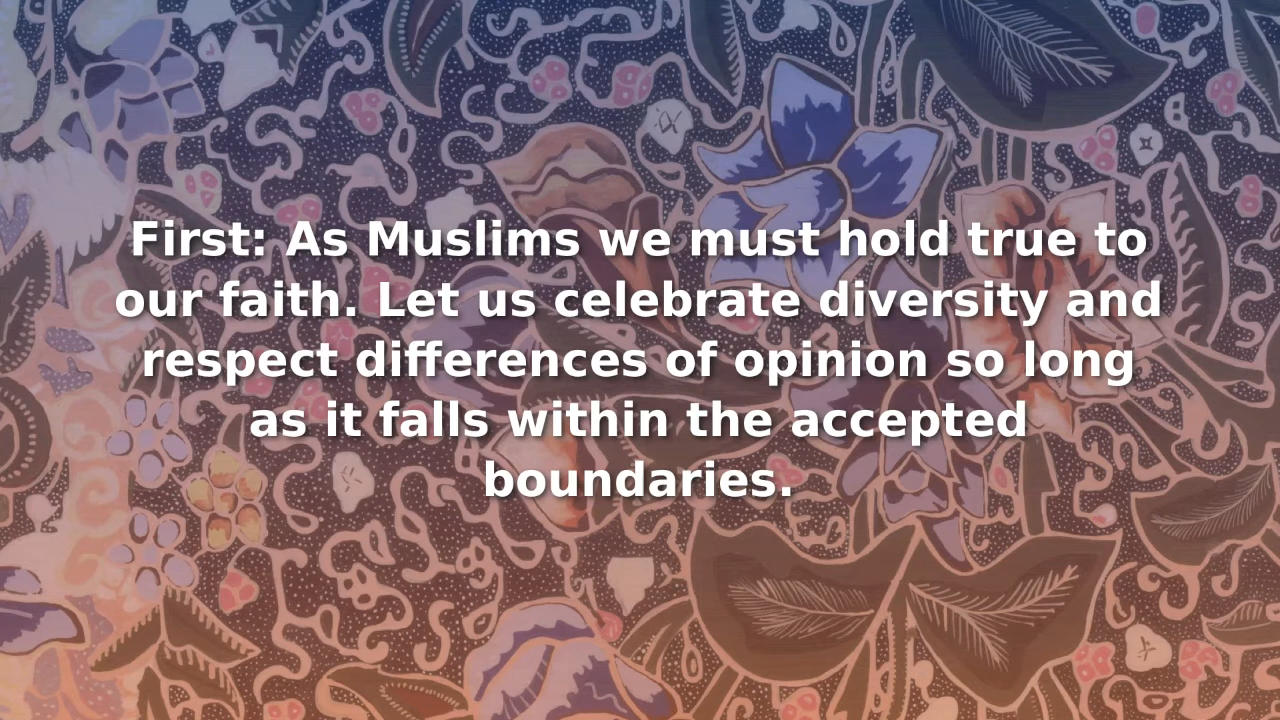 First: As Muslims we must hold true to
our faith. Let us celebrate diversity and
respect differences of opinion so long
as it falls within the accepted
boundaries.